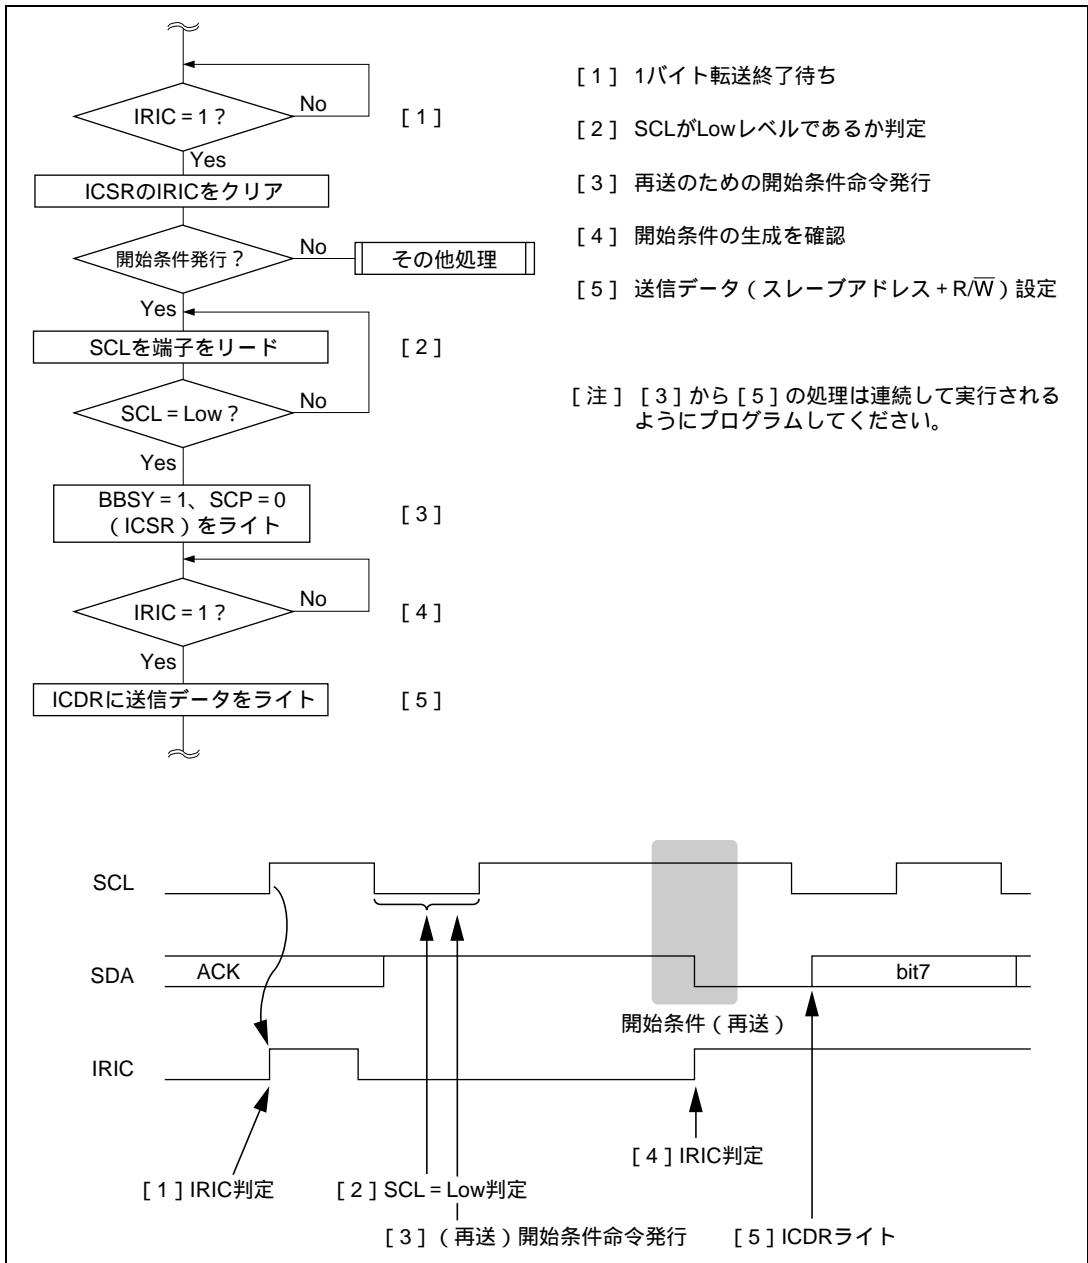 IRIC = 1 ?
No
[ 1 ]
Yes
ICSRのIRICをクリア
開始条件発行？
No
その他処理
Yes
SCLを端子をリード
[ 2 ]
SCL = Low ?
No
Yes
BBSY = 1、SCP = 0
（ICSR）をライト
[ 3 ]
IRIC = 1 ?
No
[ 4 ]
Yes
ICDRに送信データをライト
[ 5 ]
[ 1 ] 1バイト転送終了待ち
[ 2 ] SCLがLowレベルであるか判定
[ 3 ] 再送のための開始条件命令発行
[ 4 ] 開始条件の生成を確認
[ 5 ] 送信データ（スレーブアドレス + R/W̅）設定
[ 注 ] [ 3 ] から [ 5 ] の処理は連続して実行される
ようにプログラムしてください。
SCL
SDA
ACK
bit7
開始条件（再送）
IRIC
[ 4 ] IRIC判定
[ 1 ] IRIC判定
[ 2 ] SCL = Low判定
[ 3 ] （再送）開始条件命令発行
[ 5 ] ICDRライト